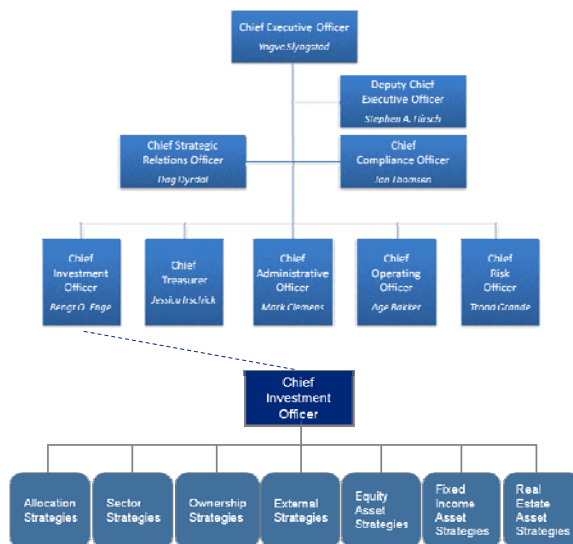 Chief Executive Officer
Yngve Slyngstad
Deputy Chief
Executive Officer
Stephen A. Hirsch
Chief Strategic
Relations Officer
Dag Dyrdal
Chief
Compliance Officer
Jan Thomsen
Chief
Investment
Officer
Bengt O. Enge
Chief
Treasurer
Jessica Irschick
Chief
Administrative
Officer
Mark Clemens
Chief
Operating
Officer
Age Bakker
Chief
Risk
Officer
Trond Grande
Chief
Investment
Officer
Allocation
Strategies
Sector
Strategies
Ownership
Strategies
External
Strategies
Equity
Asset
Strategies
Fixed
Income
Asset
Strategies
Real
Estate
Asset
Strategies